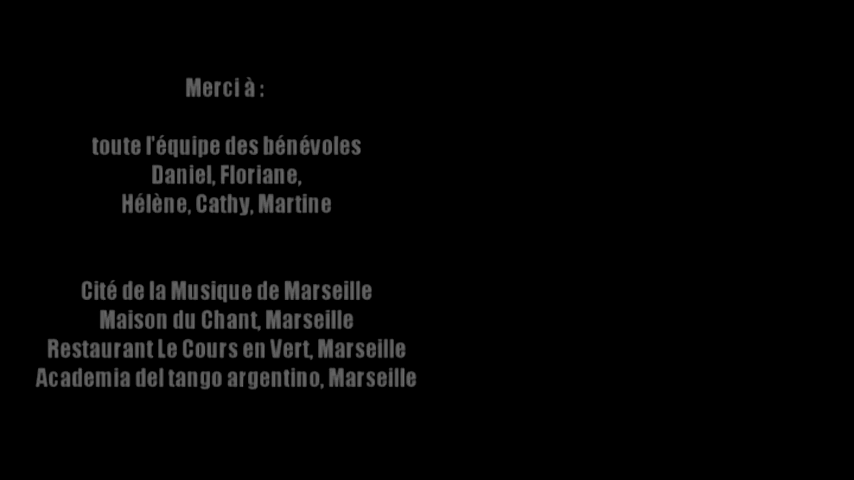 Merci à :
toute l'équipe des bénévoles
Daniel, Floriane,
Hélène, Cathy, Martine
Cité de la Musique de Marseille
Maison du Chant, Marseille
Restaurant Le Cours en Vert, Marseille
Academia del tango argentino, Marseille